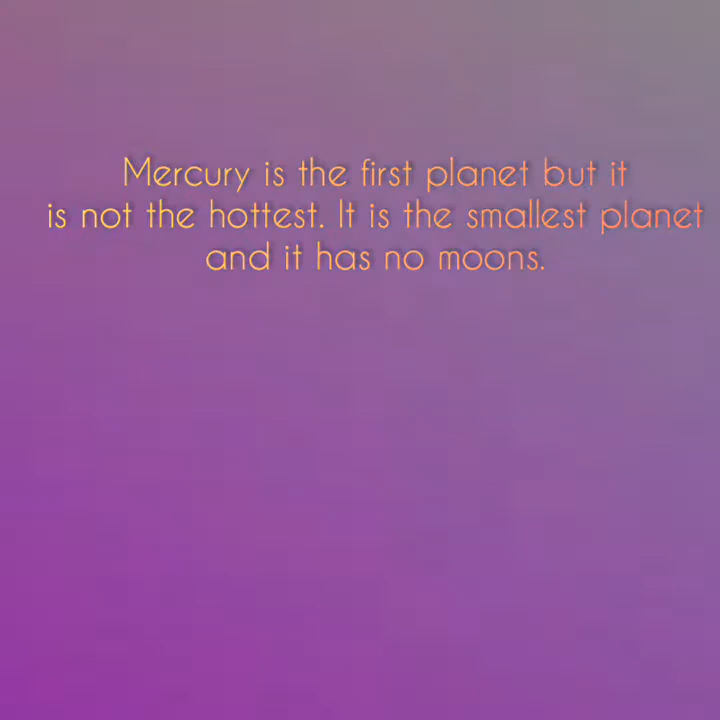 Mercury is the first planet but it
is not the hottest. It is the smallest planet
and it has no moons.